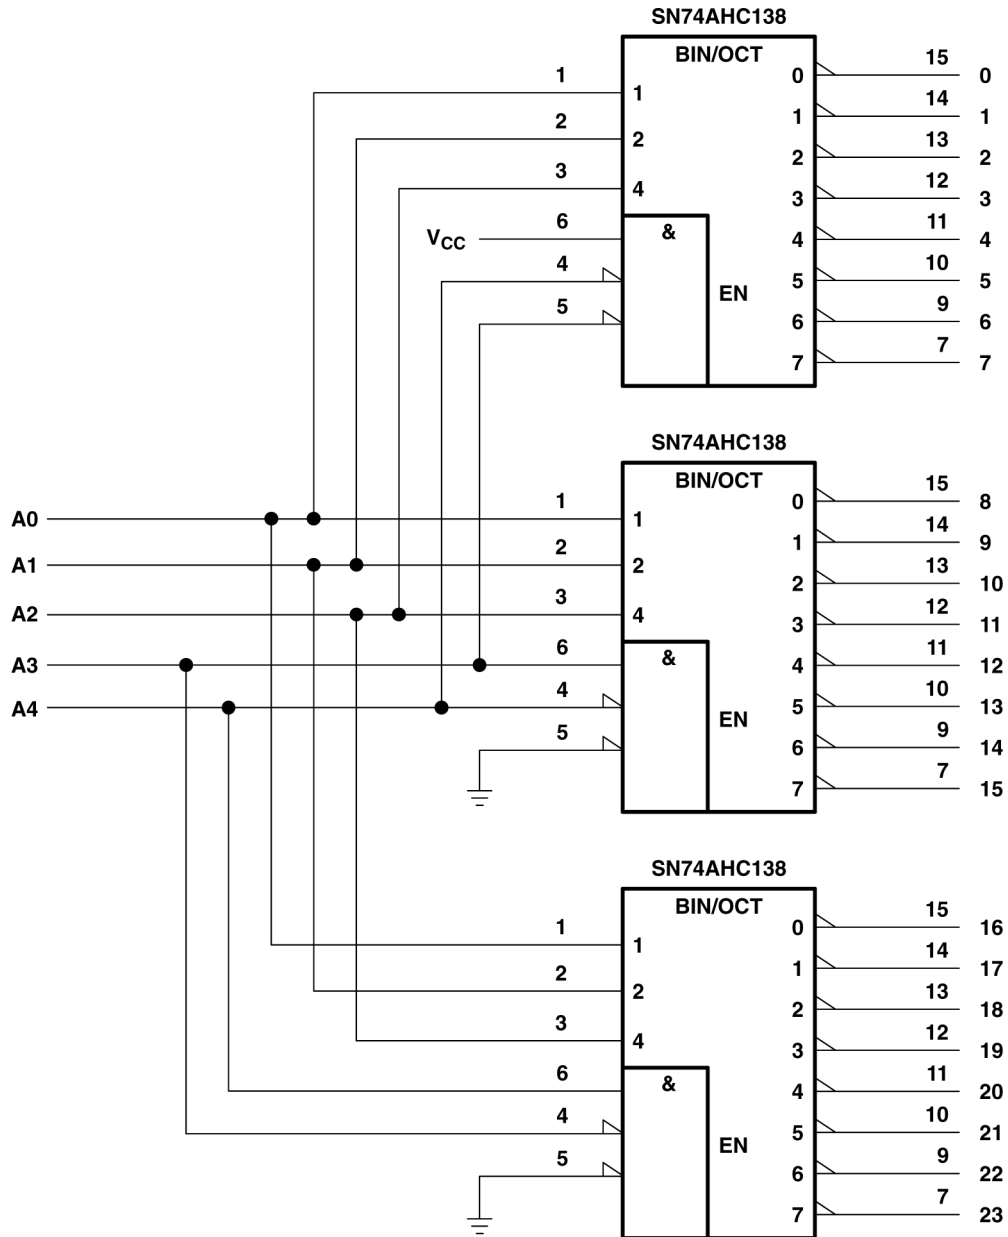 SN74AHC138
BIN/OCT
1 1 0 15 0
2 2 1 14 1
3 4 2 13 2
3 12 3
VCC 6 & 4 11 4
4 EN 5 10 5
5 6 9 6
7 7 7
SN74AHC138
BIN/OCT
A0 1 1 0 15 8
A1 2 2 1 14 9
A2 3 4 2 13 10
3 12 11
A3 6 & 4 11 12
A4 4 EN 5 10 13
5 6 9 14
7 7 15
SN74AHC138
BIN/OCT
1 1 0 15 16
2 2 1 14 17
3 4 2 13 18
3 12 19
6 & 4 11 20
4 EN 5 10 21
5 6 9 22
7 7 23